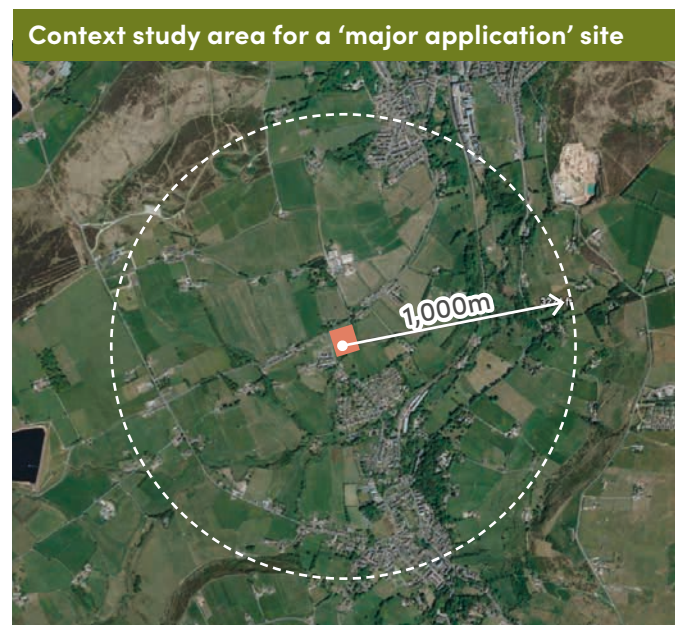 Context study area for a ‘major application’ site
1,000m